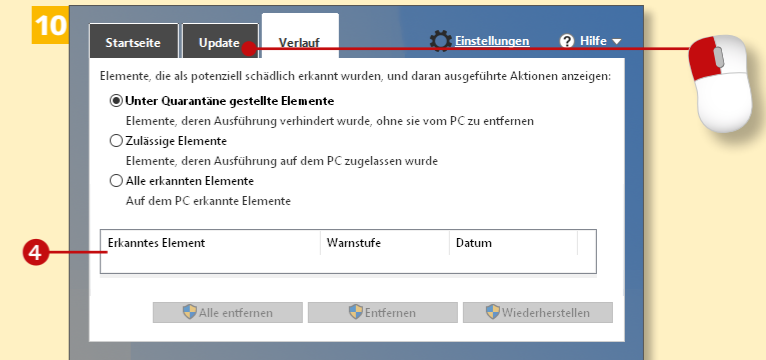 10
Startseite
Update
Verlauf
Einstellungen
? Hilfe
Elemente, die als potenziell schädlich erkannt wurden, und daran ausgeführte Aktionen anzeigen:
Unter Quarantäne gestellte Elemente
Elemente, deren Ausführung verhindert wurde, ohne sie vom PC zu entfernen
Zulässige Elemente
Elemente, deren Ausführung auf dem PC zugelassen wurde
Alle erkannten Elemente
Auf dem PC erkannte Elemente
4
Erkanntes Element
Warnstufe
Datum
Alle entfernen
Entfernen
Wiederherstellen